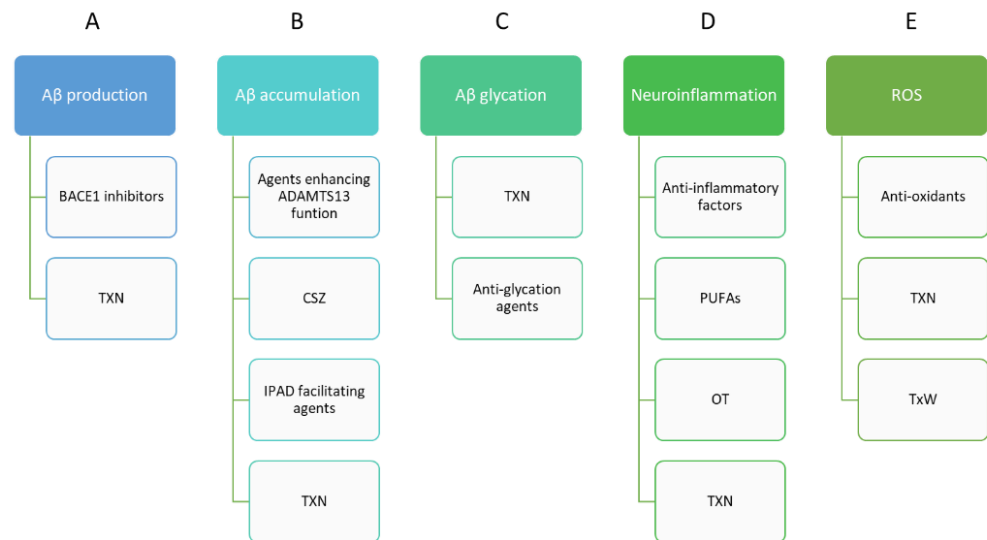 A
B
C
D
E
Aβ production
Aβ accumulation
Aβ glycation
Neuroinflammation
ROS
BACE1 inhibitors
TXN
Agents enhancing
ADAMTS13
funtion
CSZ
IPAD facilitating
agents
TXN
TXN
Anti-glycation
agents
Anti-inflammatory
factors
PUFAs
OT
TXN
Anti-oxidants
TXN
TxW